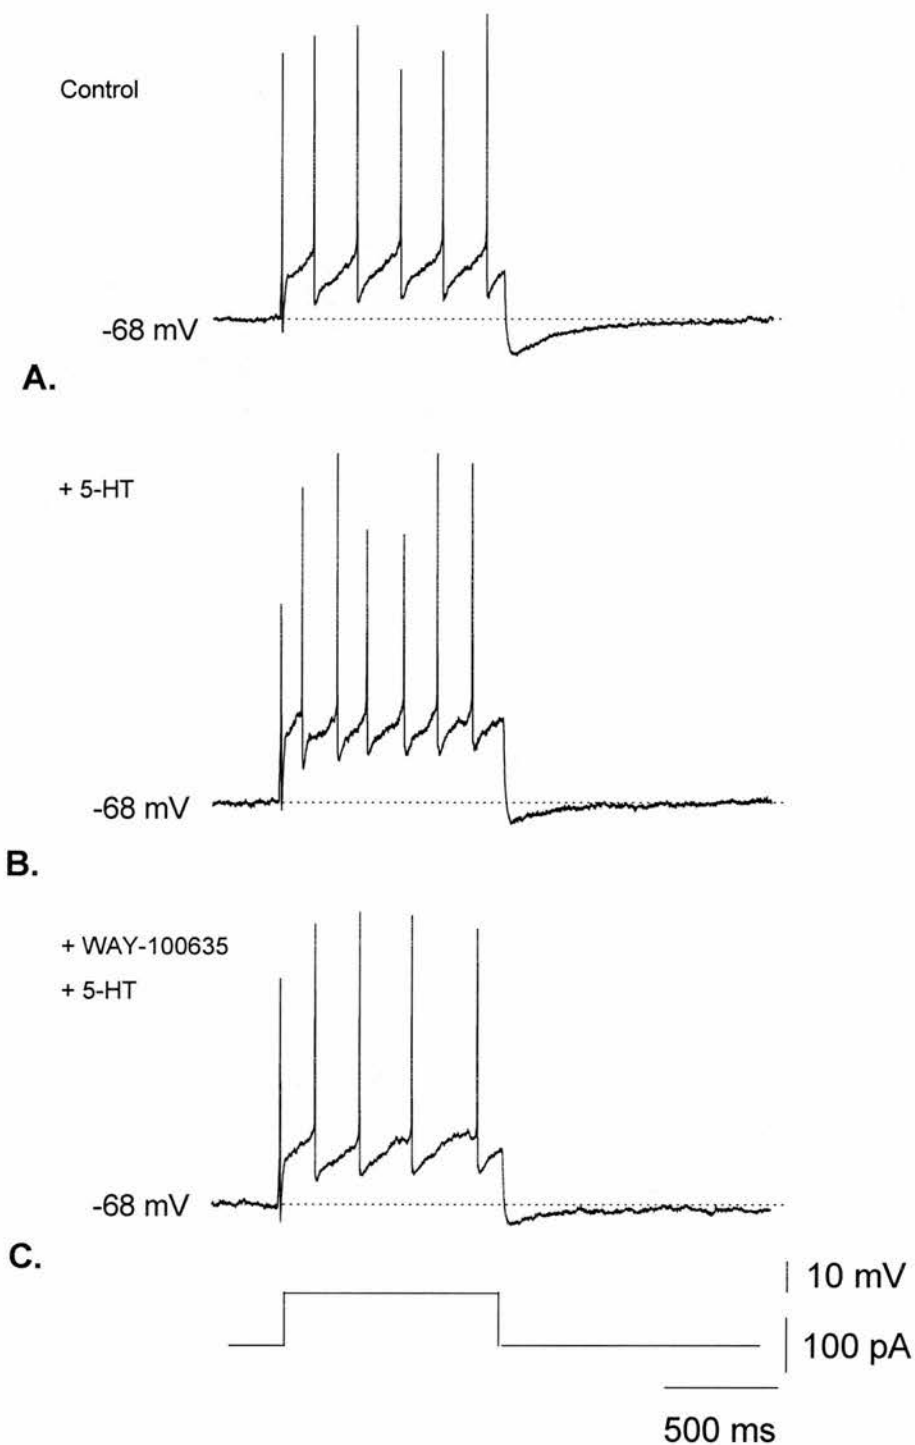 Control
-68 mV
A.
+ 5-HT
-68 mV
B.
+ WAY-100635
+ 5-HT
-68 mV
C.
10 mV
100 pA
500 ms